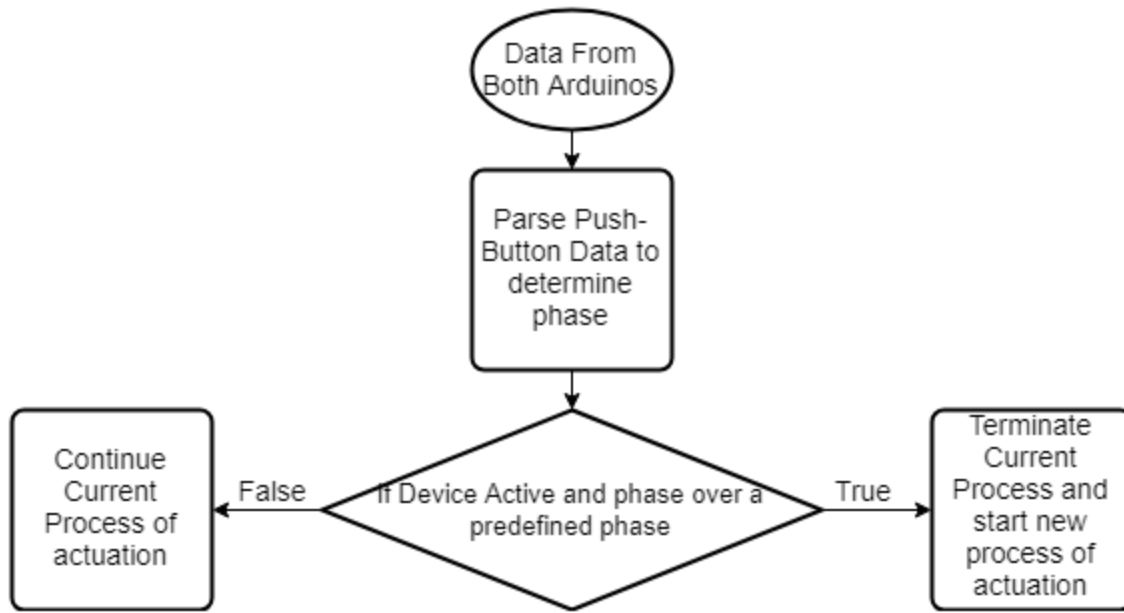 Data From
Both Arduinos
Parse Push-
Button Data to
determine
phase
If Device Active and phase over a
predefined phase
False
True
Continue
Current
Process of
actuation
Terminate
Current
Process and
start new
process of
actuation